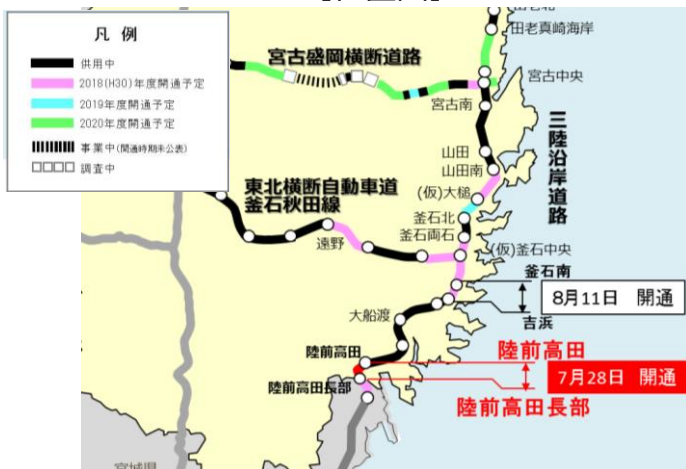 凡 例
供用中
2018(H30)年度開通予定
2019年度開通予定
2020年度開通予定
事業中(開通時期未公表)
調査中
宮古盛岡横断道路
田老真崎海岸
宮古中央
宮古南
山田
山田南
三陸沿岸道路
(仮)大槌
東北横断自動車道
釜石秋田線
遠野
釜石北
釜石両石
(仮)釜石中央
釜石南
8月11日 開通
吉浜
大船渡
陸前高田
陸前高田
7月28日 開通
陸前高田長部
陸前高田長部